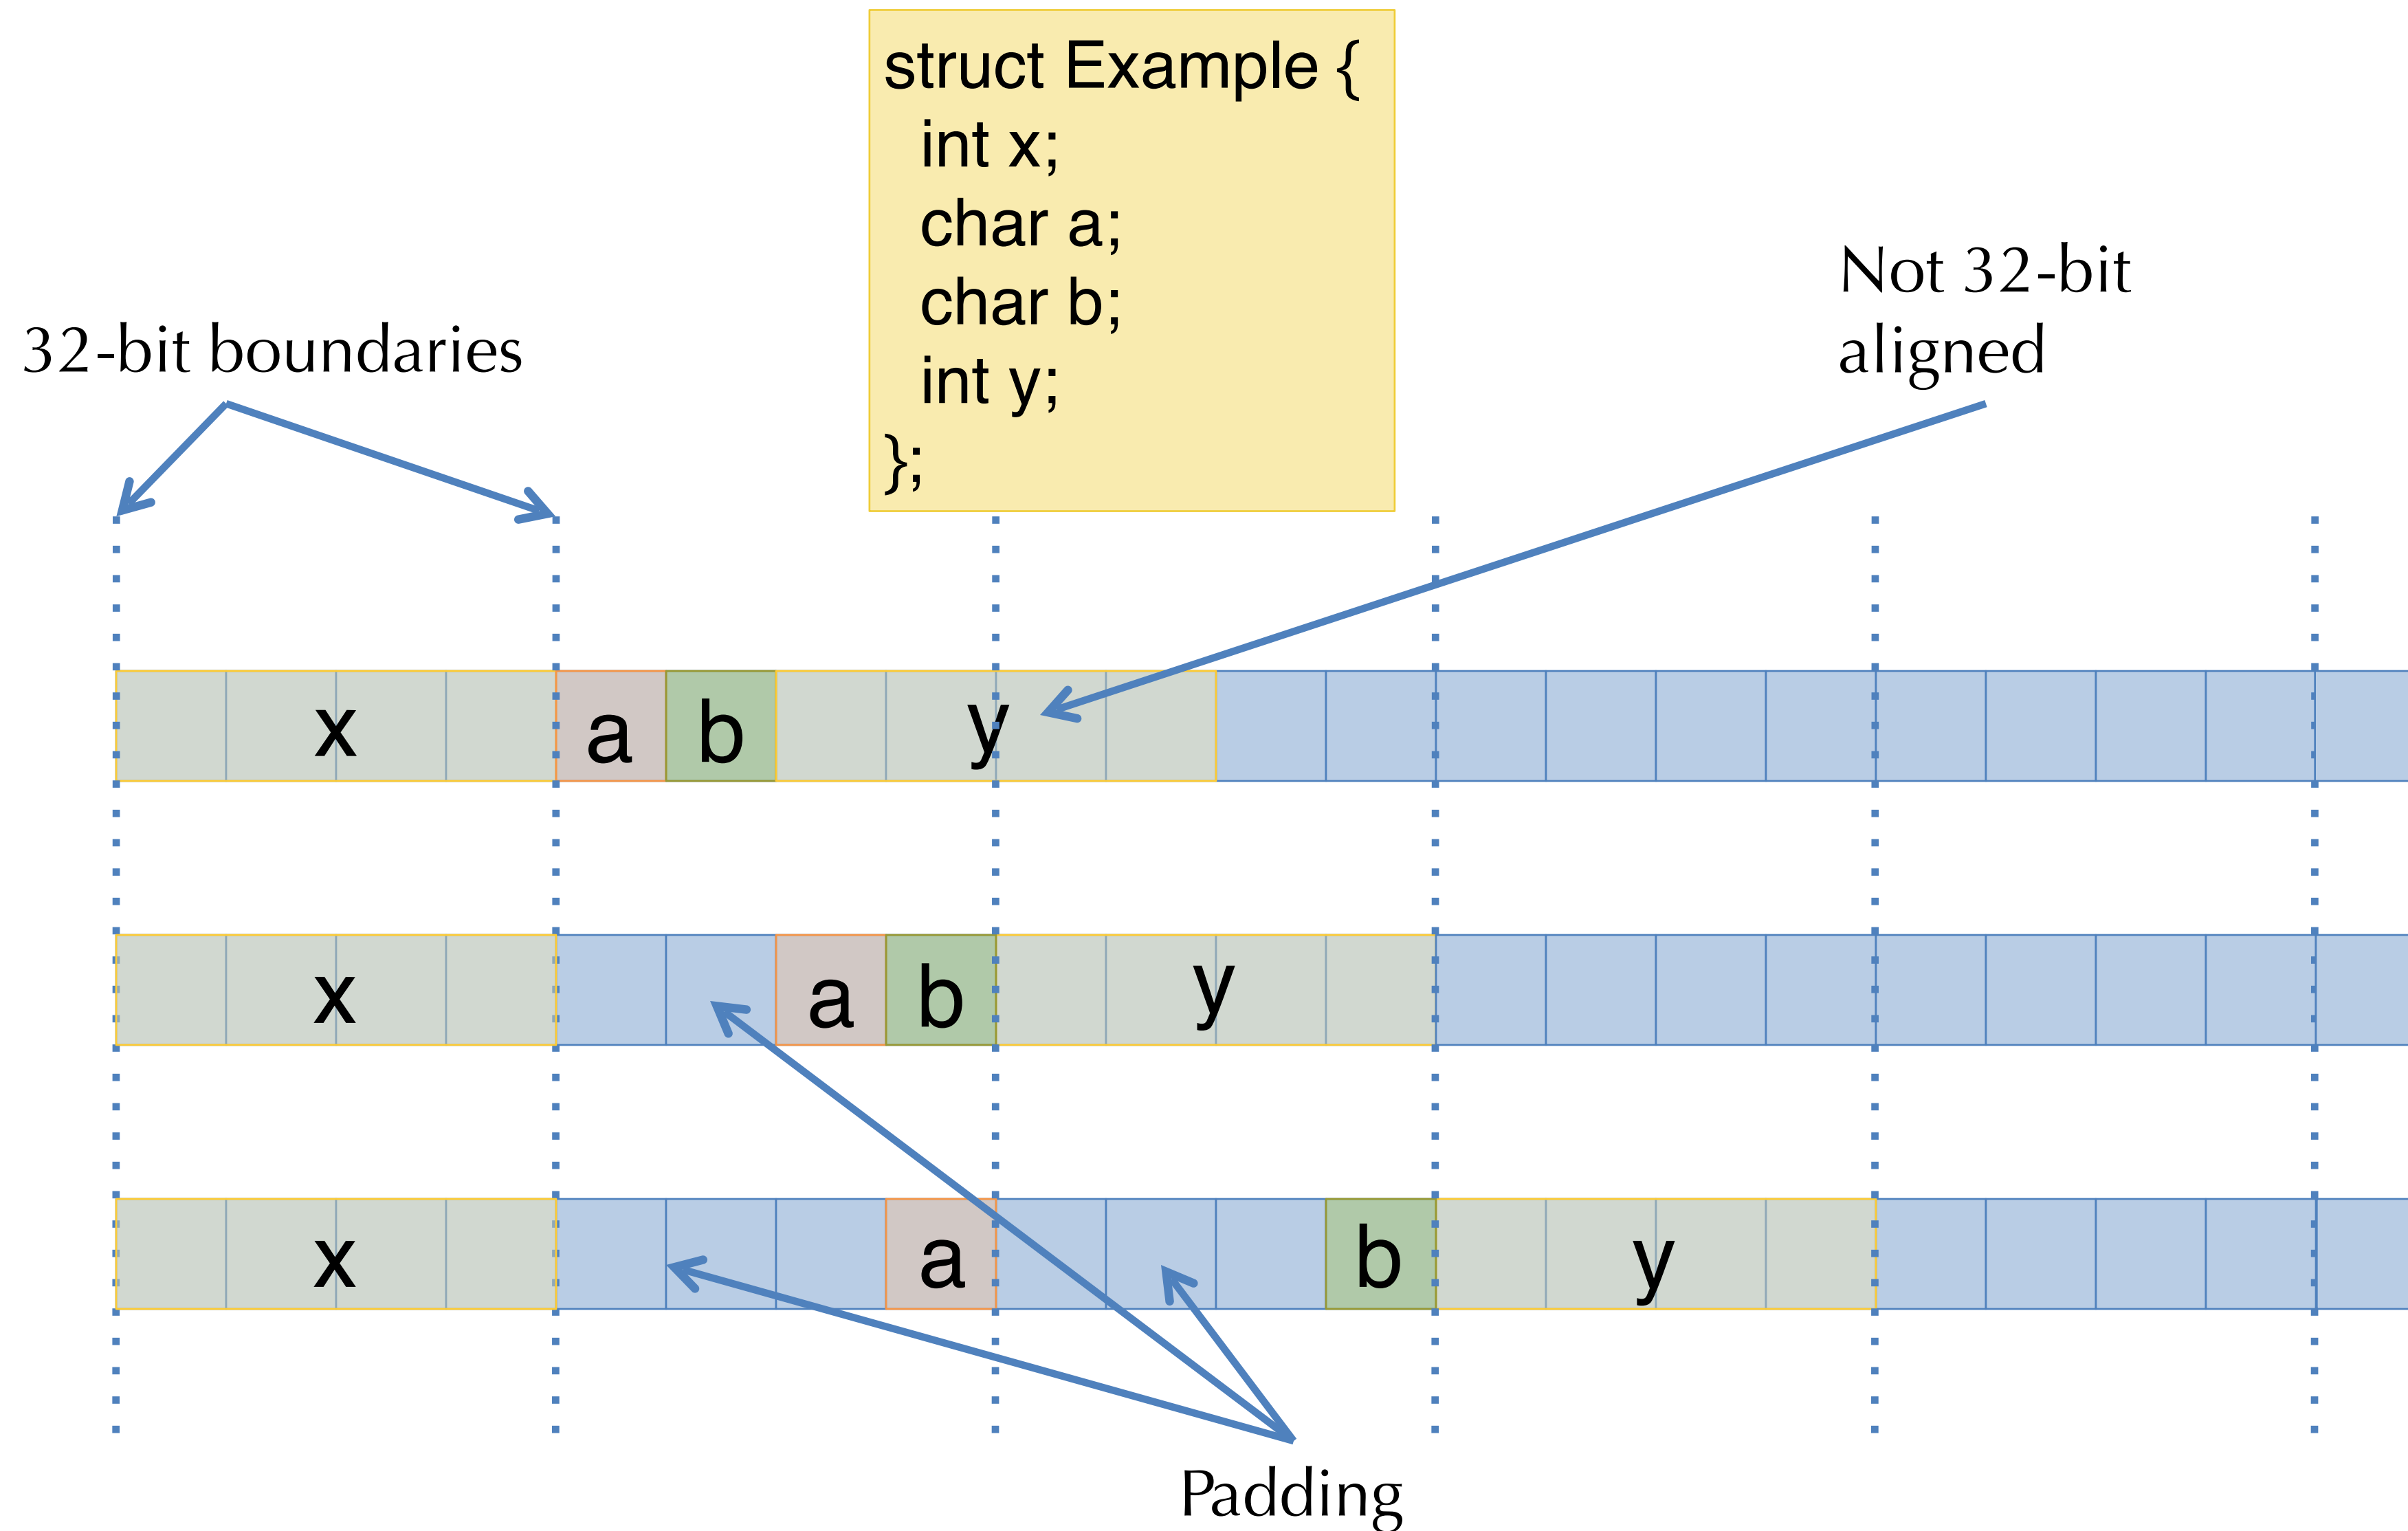 struct Example {
int x;
char a;
char b;
int y;
};
32-bit boundaries
Not 32-bit
aligned
x a b y
x a b y
x a b y
Padding